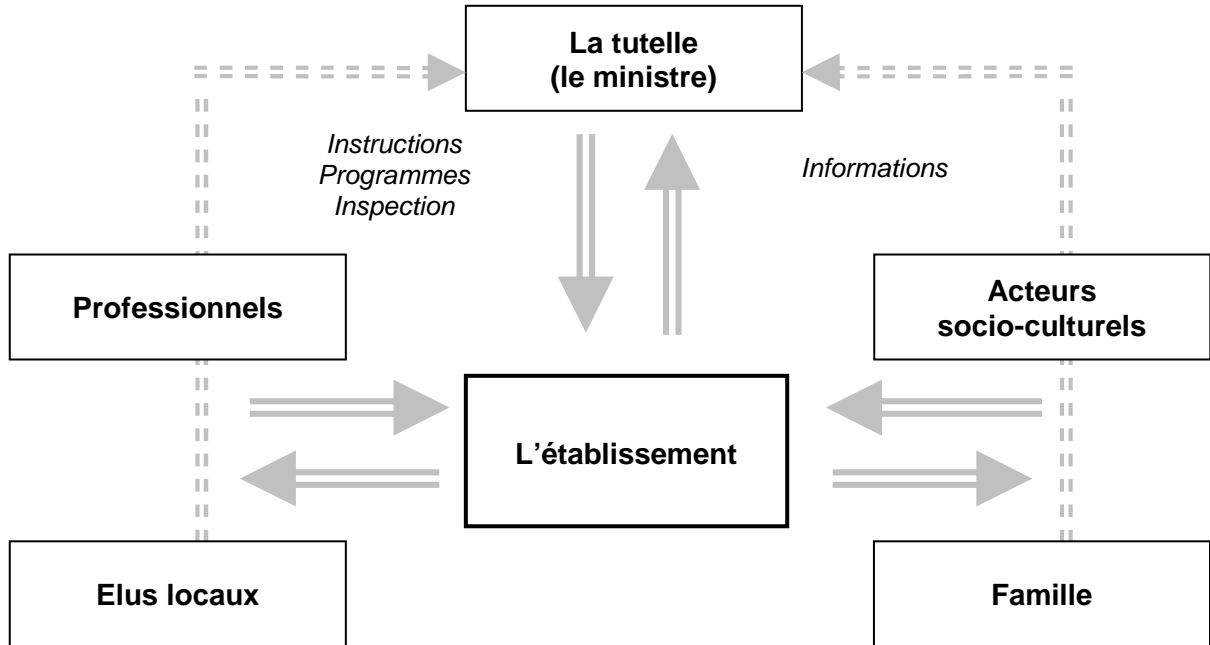 La tutelle
(le ministre)
Instructions
Programmes
Inspection
Informations
Professionnels
Acteurs
socio-culturels
L’établissement
Elus locaux
Famille